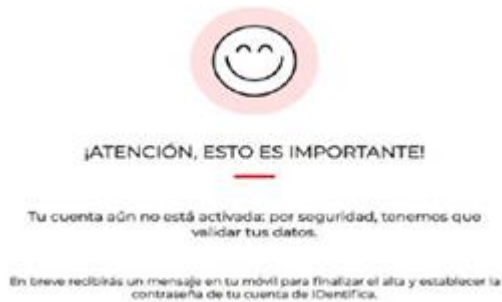 ¡ATENCIÓN, ESTO ES IMPORTANTE!
Tu cuenta aún no está activada: por seguridad, tenemos que
validar tus datos.
En breve recibirás un mensaje en tu móvil para finalizar el alta y establecer la
contraseña de tu cuenta de IDentifica.